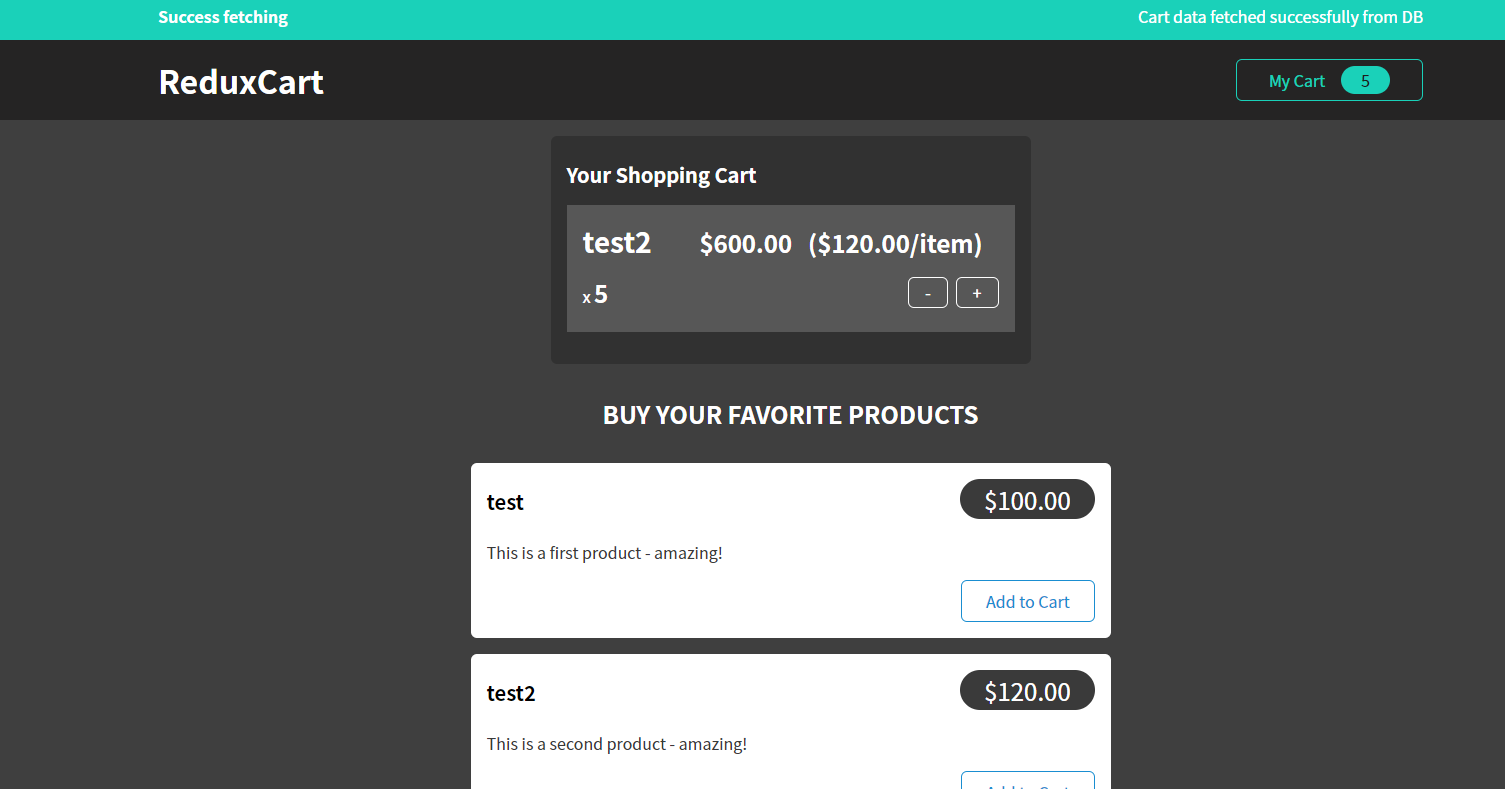 Success fetching Cart data fetched successfully from DB
ReduxCart My Cart 5
Your Shopping Cart
test2 $600.00 ($120.00/item)
x 5 - +
BUY YOUR FAVORITE PRODUCTS
test $100.00
This is a first product - amazing!
Add to Cart
test2 $120.00
This is a second product - amazing!